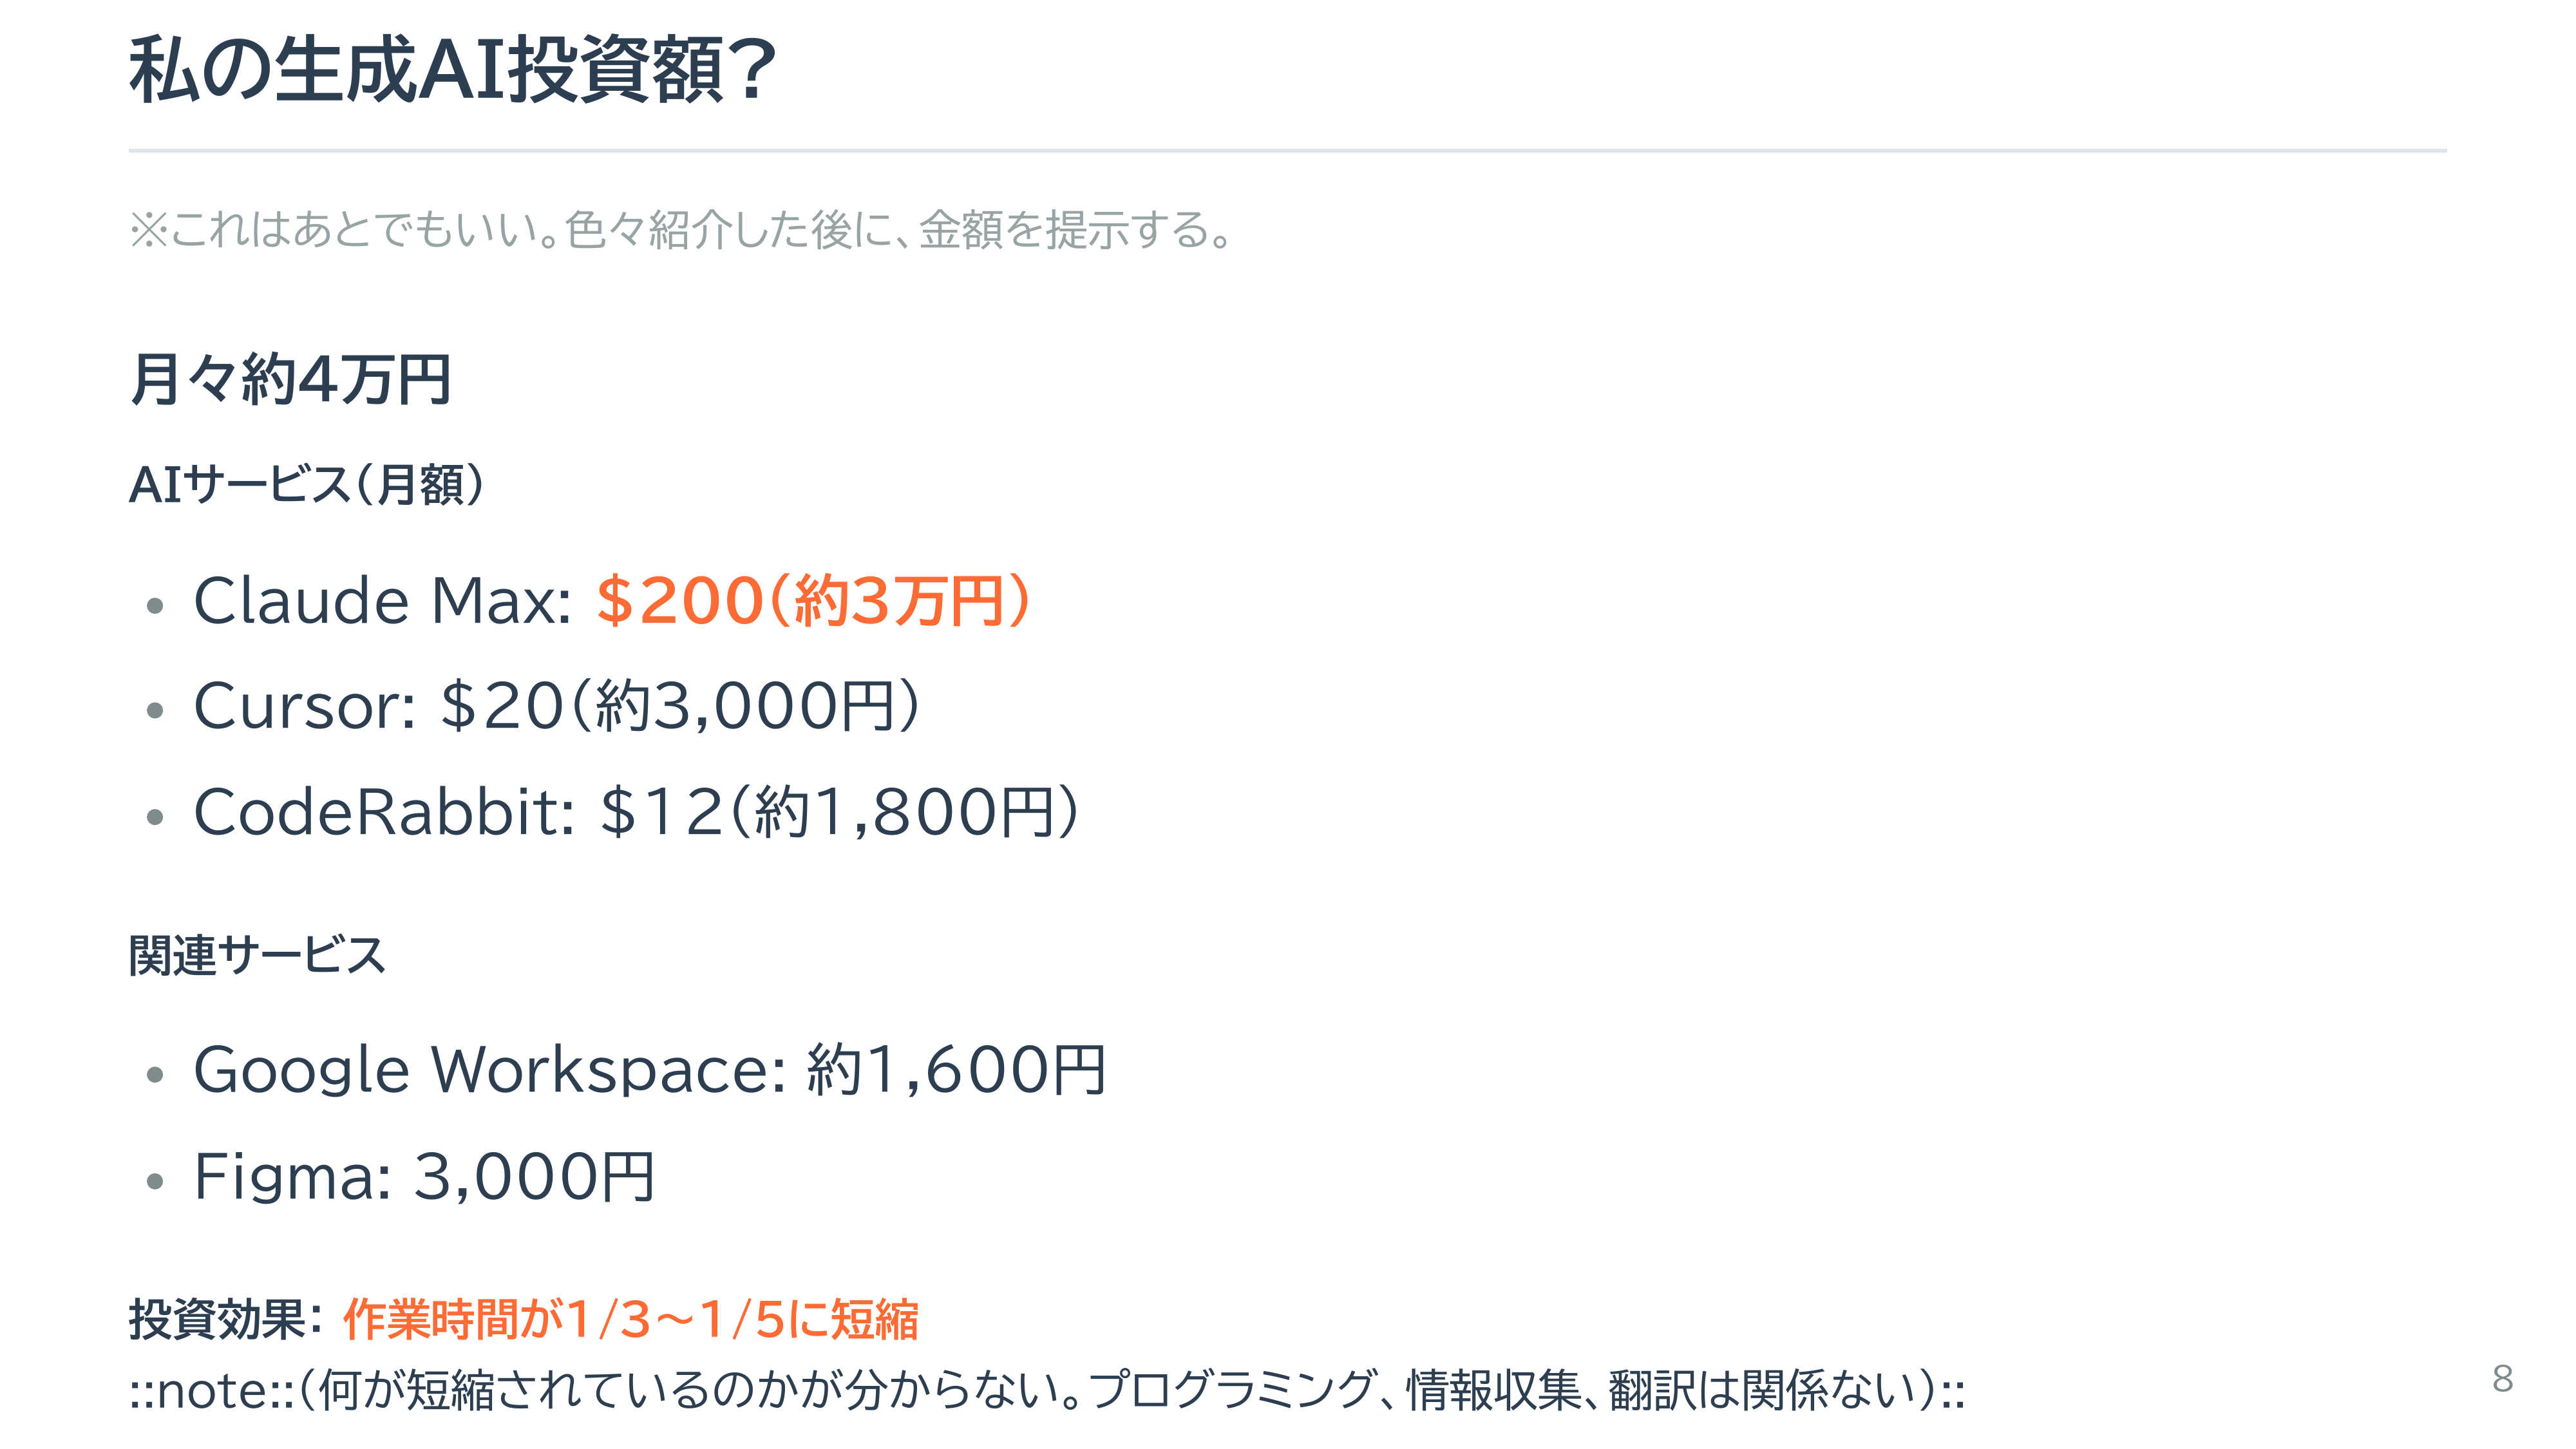 私の生成AI投資額?
※これはあとでもいい。色々紹介した後に、金額を提示する。
月々約4万円
AIサービス（月額）
• Claude Max: $200（約3万円）
• Cursor: $20（約3,000円）
• CodeRabbit: $12（約1,800円）
関連サービス
• Google Workspace: 約1,600円
• Figma: 3,000円
投資効果: 作業時間が1/3〜1/5に短縮
::note::（何が短縮されているのかが分からない。プログラミング、情報収集、翻訳は関係ない）::
8